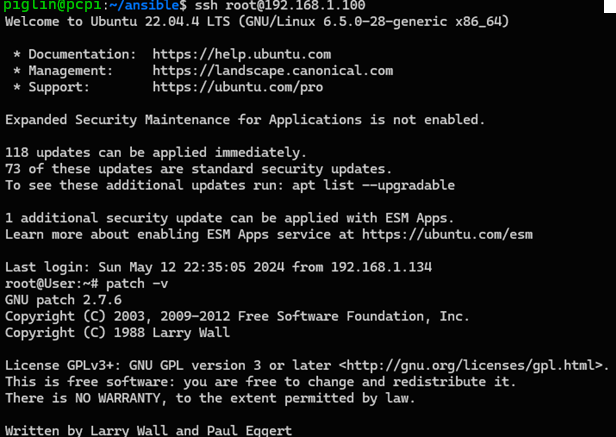 piglin@pcpi:~/ansible$ ssh root@192.168.1.100
Welcome to Ubuntu 22.04.4 LTS (GNU/Linux 6.5.0-28-generic x86_64)
* Documentation: https://help.ubuntu.com
* Management: https://landscape.canonical.com
* Support: https://ubuntu.com/pro
Expanded Security Maintenance for Applications is not enabled.
118 updates can be applied immediately.
73 of these updates are standard security updates.
To see these additional updates run: apt list --upgradable
1 additional security update can be applied with ESM Apps.
Learn more about enabling ESM Apps service at https://ubuntu.com/esm
Last login: Sun May 12 22:35:05 2024 from 192.168.1.134
root@User:~# patch -v
GNU patch 2.7.6
Copyright (C) 2003, 2009-2012 Free Software Foundation, Inc.
Copyright (C) 1988 Larry Wall
License GPLv3+: GNU GPL version 3 or later <http://gnu.org/licenses/gpl.html>.
This is free software: you are free to change and redistribute it.
There is NO WARRANTY, to the extent permitted by law.
Written by Larry Wall and Paul Eggert